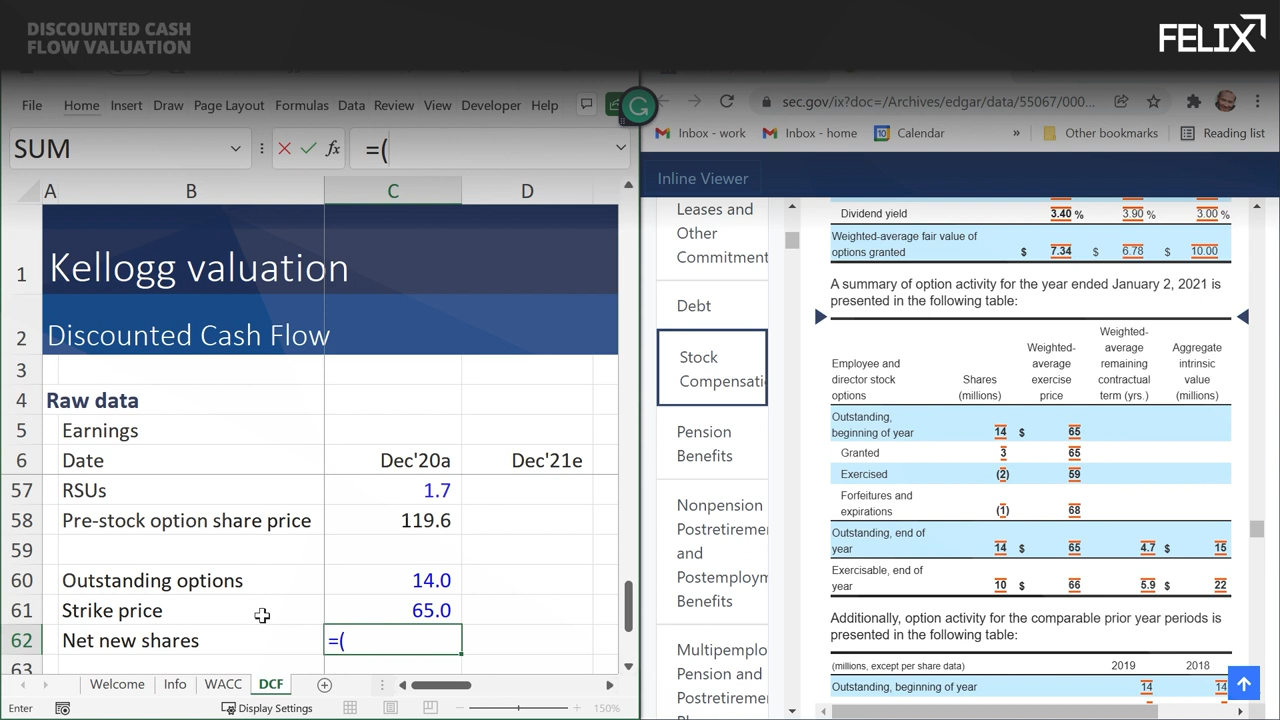 DISCOUNTED CASH
FLOW VALUATION
FELIX
File Home Insert Draw Page Layout Formulas Data Review View Developer Help
SUM =(
fx
A B C D
1 Kellogg valuation
2 Discounted Cash Flow
3
4 Raw data
5 Earnings
6 Date Dec'20a Dec'21e
57 RSUs 1.7
58 Pre-stock option share price 119.6
59
60 Outstanding options 14.0
61 Strike price 65.0
62 Net new shares =(
63
Welcome Info WACC DCF
Enter Display Settings 150%
sec.gov/ix?doc=/Archives/edgar/data/55067/000...
Inbox - work Inbox - home Calendar » Other bookmarks Reading list
Inline Viewer
Leases and
Other
Commitment
Debt
Stock
Compensati
Pension
Benefits
Nonpension
Postretireme
and
Postemploym
Benefits
Multipemplo
Pension and
Postretiremen
Dividend yield 3.40 % 3.90 % 3.00 %
Weighted-average fair value of
options granted $ 7.34 $ 6.78 $ 10.00
A summary of option activity for the year ended January 2, 2021 is
presented in the following table:
Employee and
director stock
options
Shares
(millions)
Weighted-
average
exercise
price
Weighted-
average
remaining
contractual
term (yrs.)
Aggregate
intrinsic
value
(millions)
Outstanding,
beginning of year 14 $ 65
Granted 3 65
Exercised (2) 59
Forfeitures and
expirations (1) 68
Outstanding, end of
year 14 $ 65 4.7 $ 15
Exercisable, end of
year 10 $ 66 5.9 $ 22
Additionally, option activity for the comparable prior year periods is
presented in the following table:
(millions, except per share data) 2019 2018
Outstanding, beginning of year 14 14